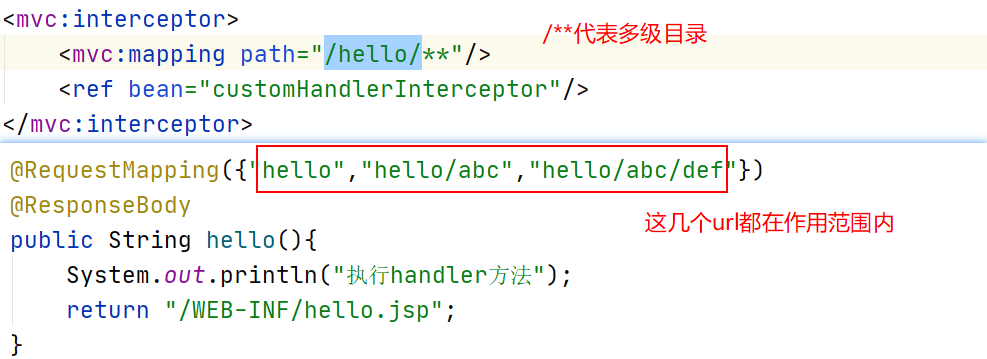 <mvc:interceptor>
/**代表多级目录
    <mvc:mapping path="/hello/**"/>
    <ref bean="customHandlerInterceptor"/>
</mvc:interceptor>
@RequestMapping({"hello","hello/abc","hello/abc/def"})
@ResponseBody
这几个url都在作用范围内
public String hello(){
    System.out.println("执行handler方法");
    return "/WEB-INF/hello.jsp";
}